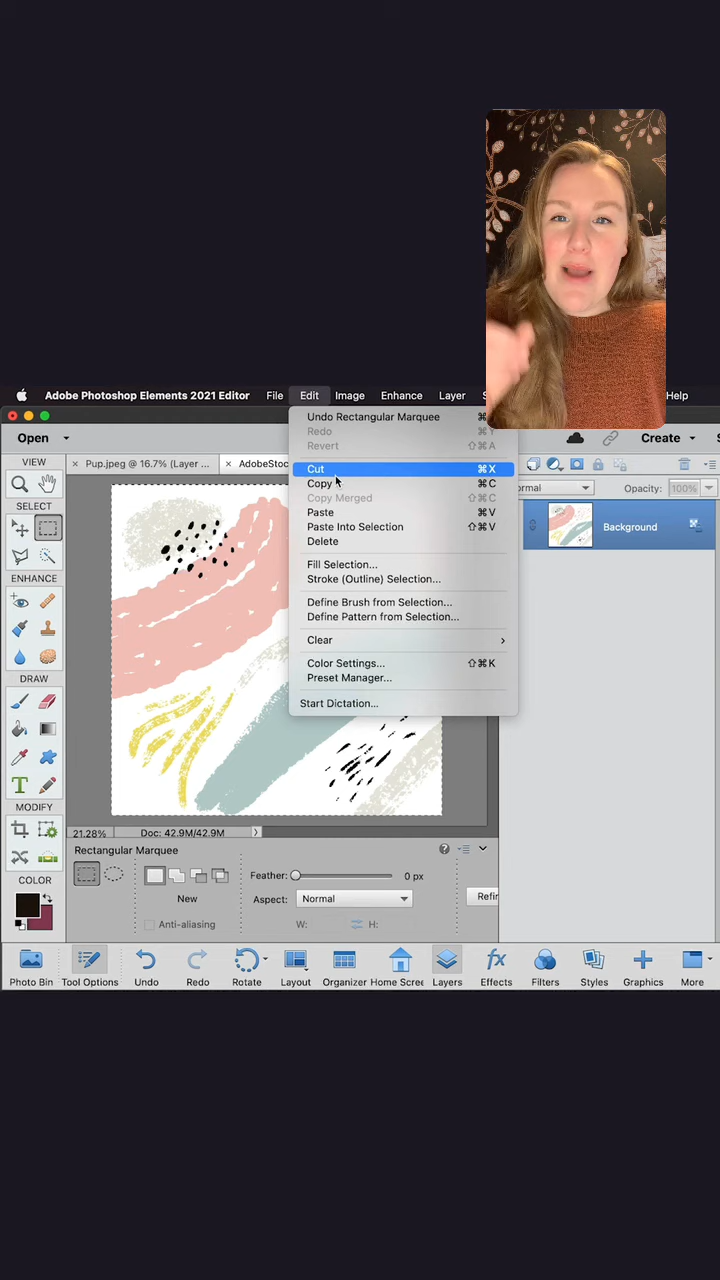 Adobe Photoshop Elements 2021 Editor File Edit Image Enhance Layer Help
Open
Create
VIEW
SELECT
ENHANCE
DRAW
MODIFY
COLOR
× Pup.jpeg @ 16.7% (Layer ...
× AdobeStoc
Undo Rectangular Marquee ⌘
Redo ⌘Y
Revert ⇧⌘A
Cut ⌘X
Copy ⌘C
Copy Merged ⇧⌘C
Paste ⌘V
Paste Into Selection ⇧⌘V
Delete
Fill Selection...
Stroke (Outline) Selection...
Define Brush from Selection...
Define Pattern from Selection...
Clear
Color Settings... ⇧⌘K
Preset Manager...
Start Dictation...
rmal
Opacity: 100%
Background
T
21.28% Doc: 42.9M/42.9M
Rectangular Marquee
New
Anti-aliasing
Feather: 0 px
Aspect: Normal
W: H:
Refin
Photo Bin Tool Options Undo Redo Rotate Layout Organizer Home Scree Layers
fx
Effects Filters Styles Graphics More